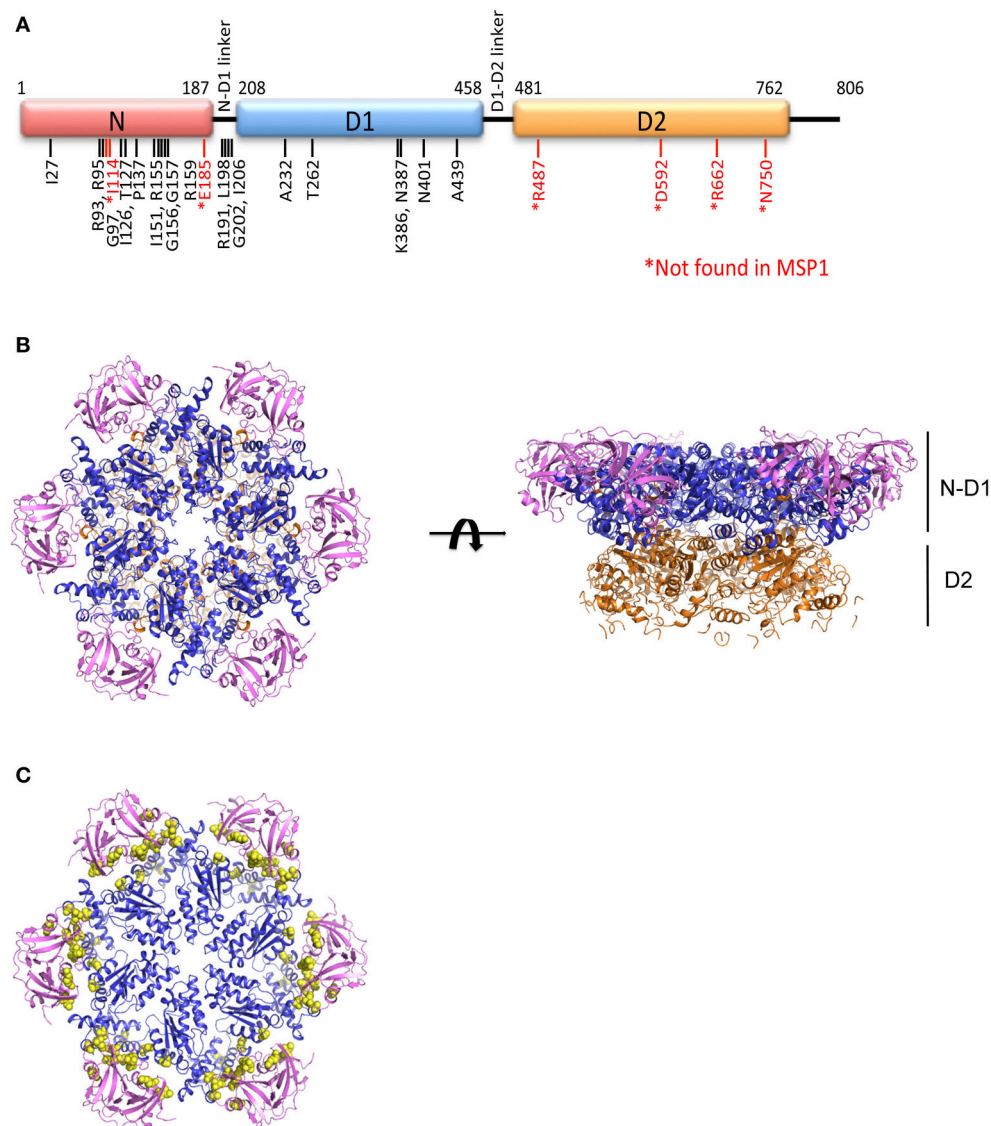 A
N-D1 linker
D1-D2 linker
1
187
208
458
481
762
806
N
D1
D2
I27
R93, R95
G97, *I114
I126, T127
P137
I151, R155
G156,G157
R159
*E185
R191, L198
G202, I206
A232
T262
K386, N387
N401
A439
*R487
*D592
*R662
*N750
*Not found in MSP1
B
N-D1
D2
C